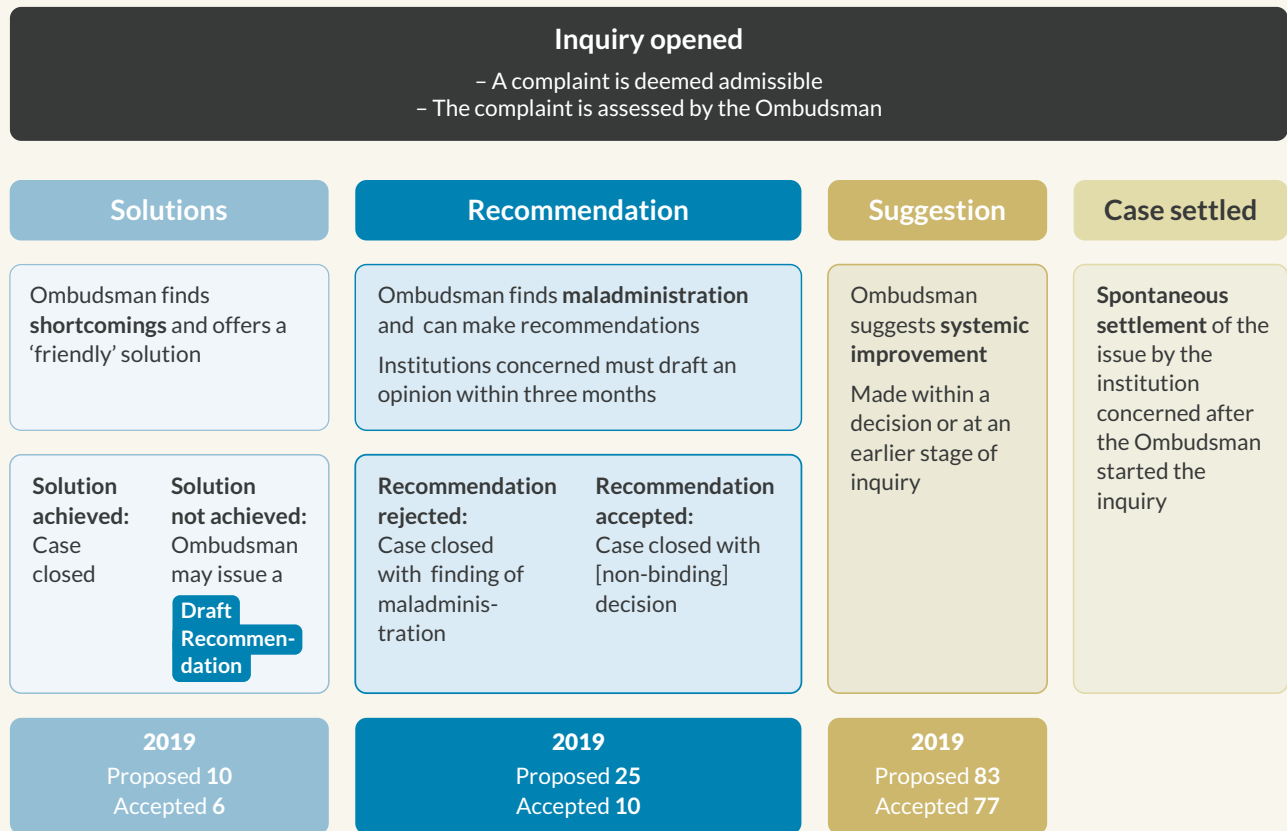 Inquiry opened
– A complaint is deemed admissible
– The complaint is assessed by the Ombudsman
Solutions
Ombudsman finds
shortcomings and offers a
‘friendly’ solution
Solution
achieved:
Case
closed
Solution
not achieved:
Ombudsman
may issue a
Draft
Recommen-
dation
2019
Proposed 10
Accepted 6
Recommendation
Ombudsman finds maladministration
and can make recommendations
Institutions concerned must draft an
opinion within three months
Recommendation
rejected:
Case closed
with finding of
maladminis-
tration
Recommendation
accepted:
Case closed with
[non-binding]
decision
2019
Proposed 25
Accepted 10
Suggestion
Ombudsman
suggests systemic
improvement
Made within a
decision or at an
earlier stage of
inquiry
2019
Proposed 83
Accepted 77
Case settled
Spontaneous
settlement of the
issue by the
institution
concerned after
the Ombudsman
started the
inquiry